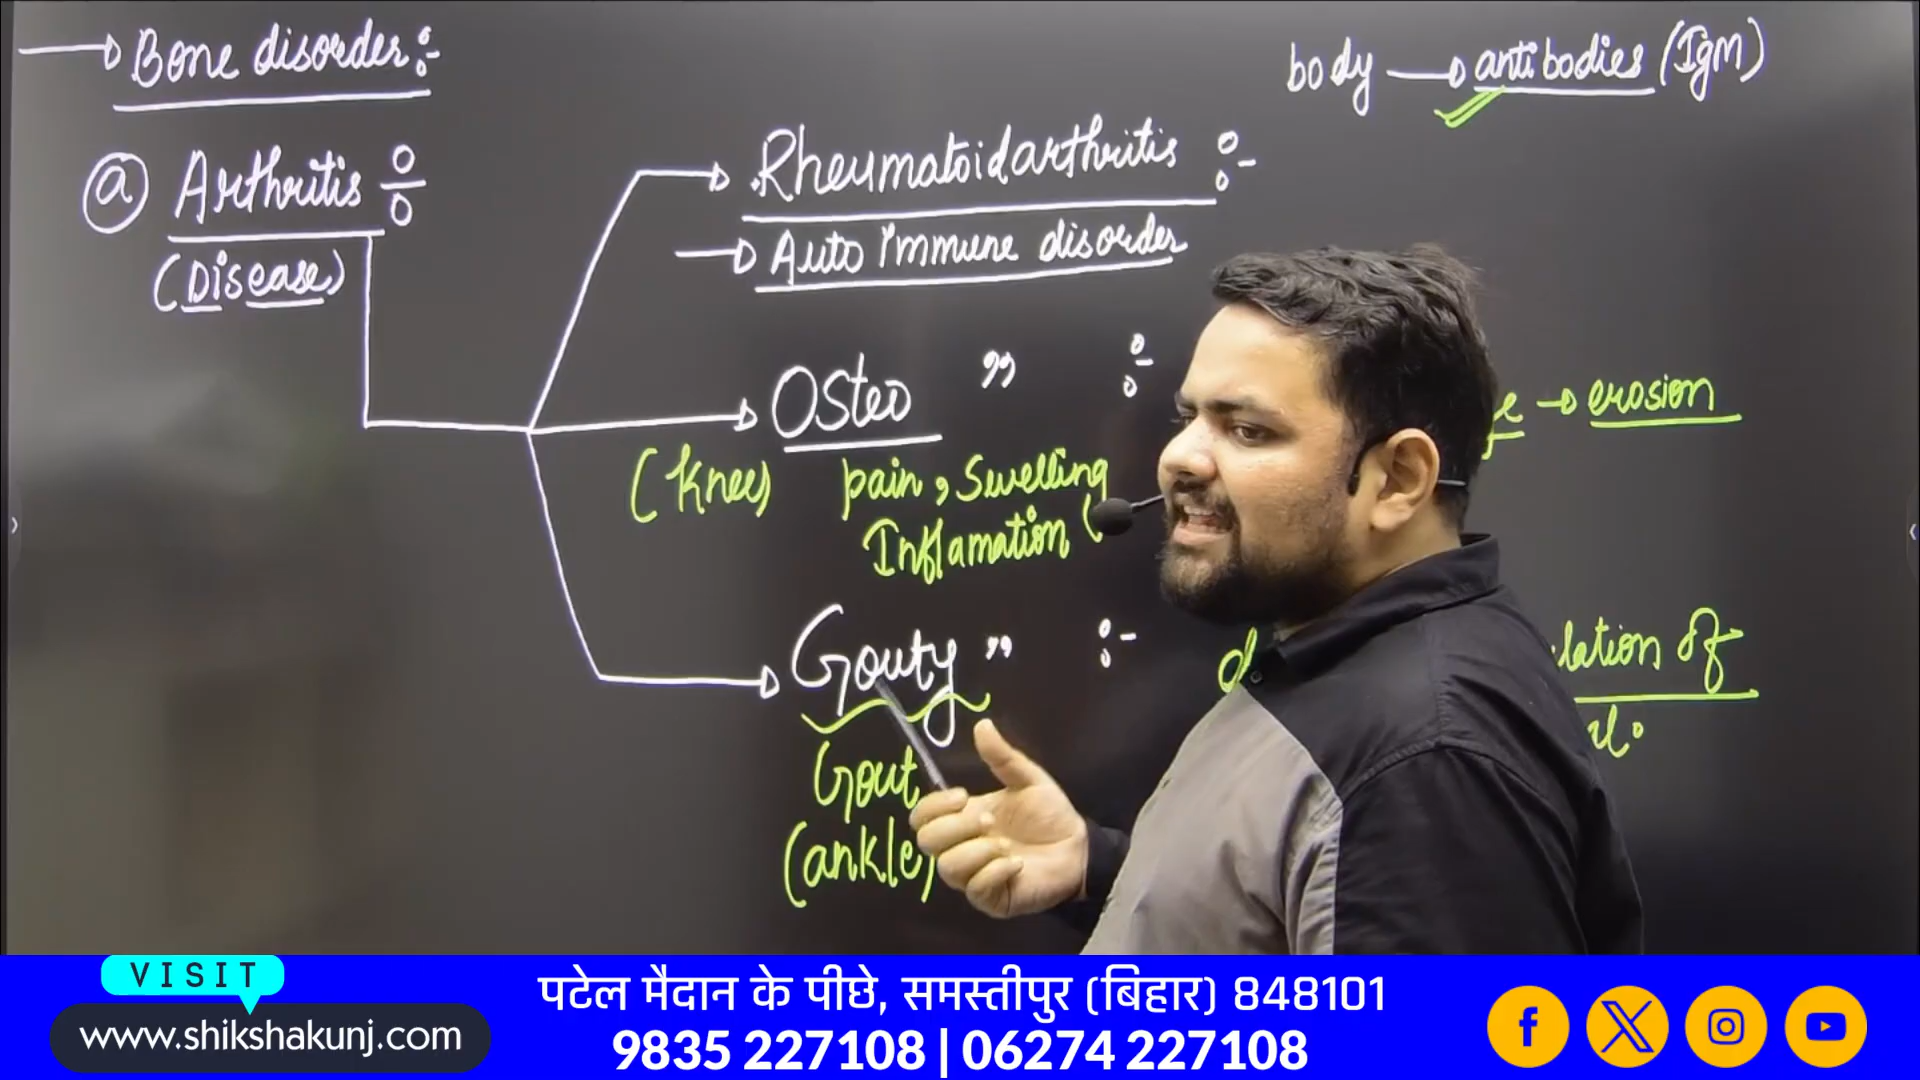 Bone disorder :-
body → antibodies (IgM)
(a) Arthritis ÷
(Disease)
Rheumatoidarthritis :-
→ Auto immune disorder
Osteo " :-
→ erosion
(Knee) pain, Swelling
Inflamation (
Gouty " :-
of
Gout
(ankle)
VISIT
www.shikshakunj.com
पटेल मैदान के पीछे, समस्तीपुर (बिहार) 848101
9835 227108 | 06274 227108